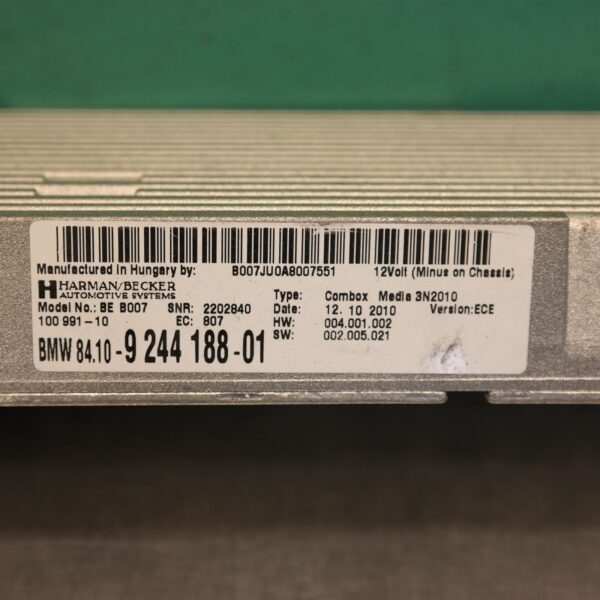 Manufactured in Hungary by: B007JU0A8007551 12Volt (Minus on Chassis)
HARMAN/BECKER
AUTOMOTIVE SYSTEMS
Type: Combox Media 3N2010
Model No.: BE B007 SNR: 2202840 Date: 12. 10 2010 Version:ECE
100 991-10 EC: 807 HW: 004.001.002
SW: 002.005.021
BMW 84.10-9 244 188-01